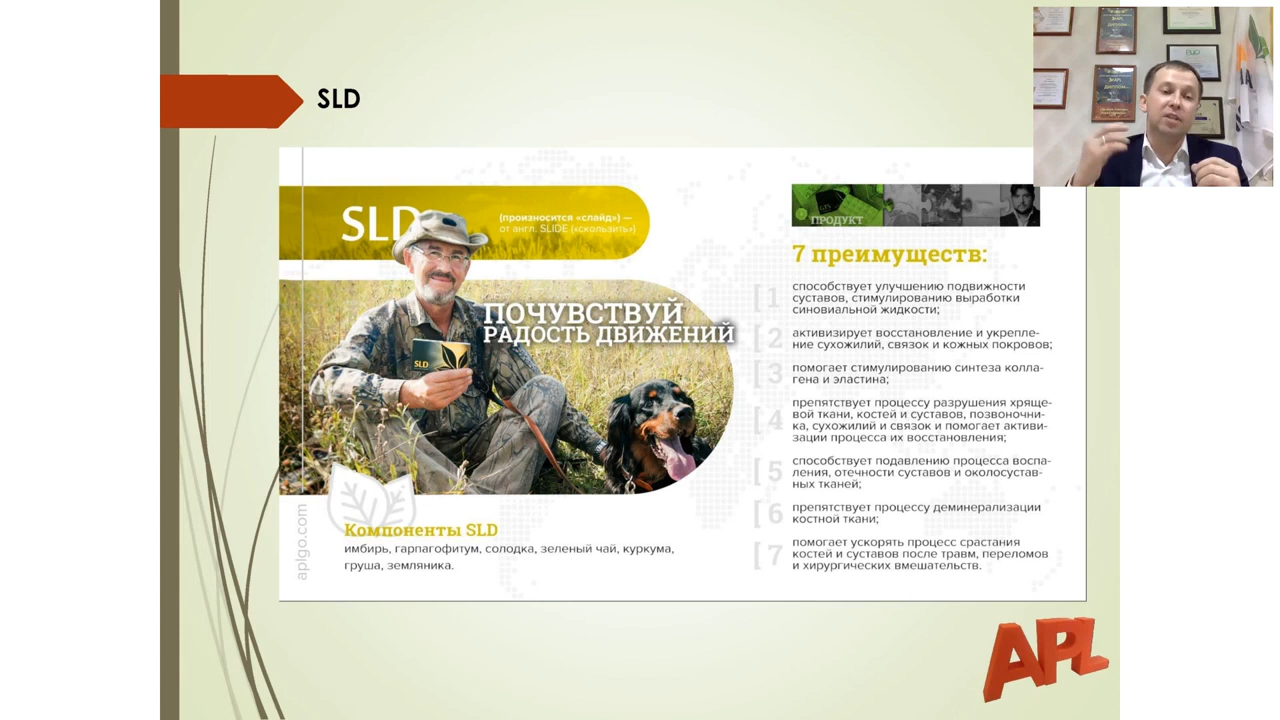 SLD
SLD
(произносится «слайд») —
от англ. SLIDE («скользить»)
ПОЧУВСТВУЙ
РАДОСТЬ ДВИЖЕНИЙ
SLD
Компоненты SLD
имбирь, гарпагофитум, солодка, зеленый чай, куркума,
груша, земляника.
aplgo.com
ПРОДУКТ
7 преимуществ:
[1
способствует улучшению подвижности
суставов, стимулированию выработки
синовиальной жидкости;
[2
активизирует восстановление и укрепле-
ние сухожилий, связок и кожных покровов;
[3
помогает стимулированию синтеза колла-
гена и эластина;
[4
препятствует процессу разрушения хряще-
вой ткани, костей и суставов, позвоночни-
ка, сухожилий и связок и помогает активи-
зации процесса их восстановления;
[5
способствует подавлению процесса воспа-
ления, отечности суставов и околосустав-
ных тканей;
[6
препятствует процессу деминерализации
костной ткани;
[7
помогает ускорять процесс срастания
костей и суставов после травм, переломов
и хирургических вмешательств.
APL